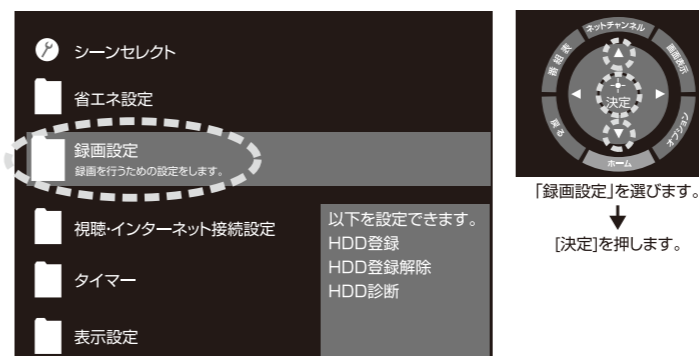 シーンセレクト
省エネ設定
録画設定
録画を行うための設定をします。
視聴・インターネット接続設定
タイマー
表示設定
以下を設定できます。
HDD登録
HDD登録解除
HDD診断
ネットチャンネル
番組表
画面表示
決定
戻る
オプション
ホーム
「録画設定」を選びます。
[決定]を押します。